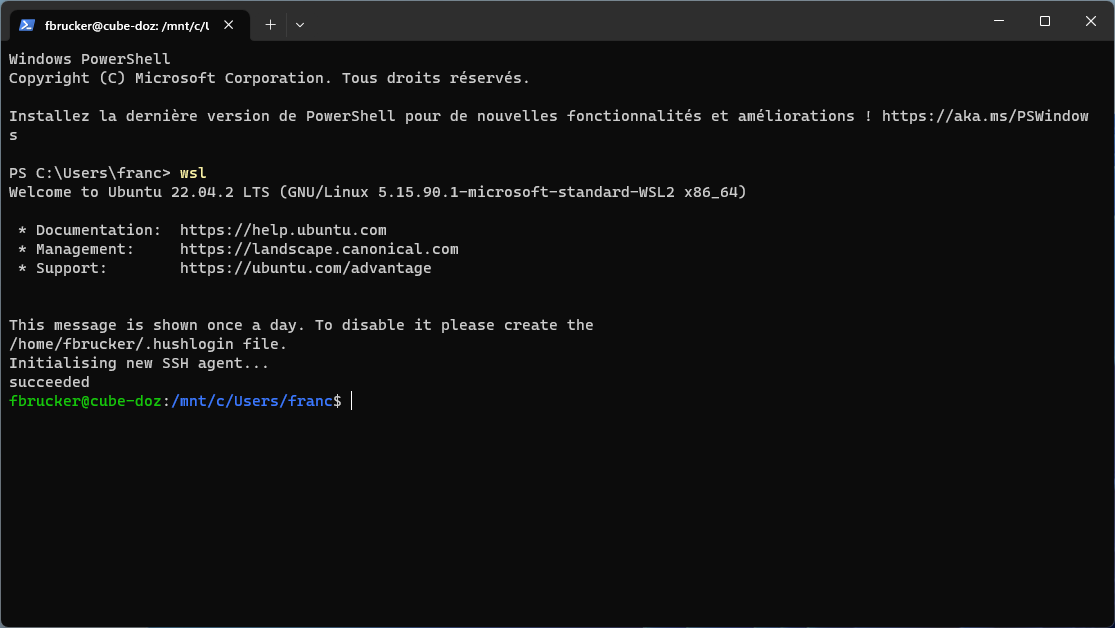 fbrucker@cube-doz: /mnt/c/U
Windows PowerShell
Copyright (C) Microsoft Corporation. Tous droits réservés.
Installez la dernière version de PowerShell pour de nouvelles fonctionnalités et améliorations ! https://aka.ms/PSWindow
s
PS C:\Users\franc> wsl
Welcome to Ubuntu 22.04.2 LTS (GNU/Linux 5.15.90.1-microsoft-standard-WSL2 x86_64)
* Documentation:  https://help.ubuntu.com
* Management:     https://landscape.canonical.com
* Support:        https://ubuntu.com/advantage
This message is shown once a day. To disable it please create the
/home/fbrucker/.hushlogin file.
Initialising new SSH agent...
succeeded
fbrucker@cube-doz:/mnt/c/Users/franc$